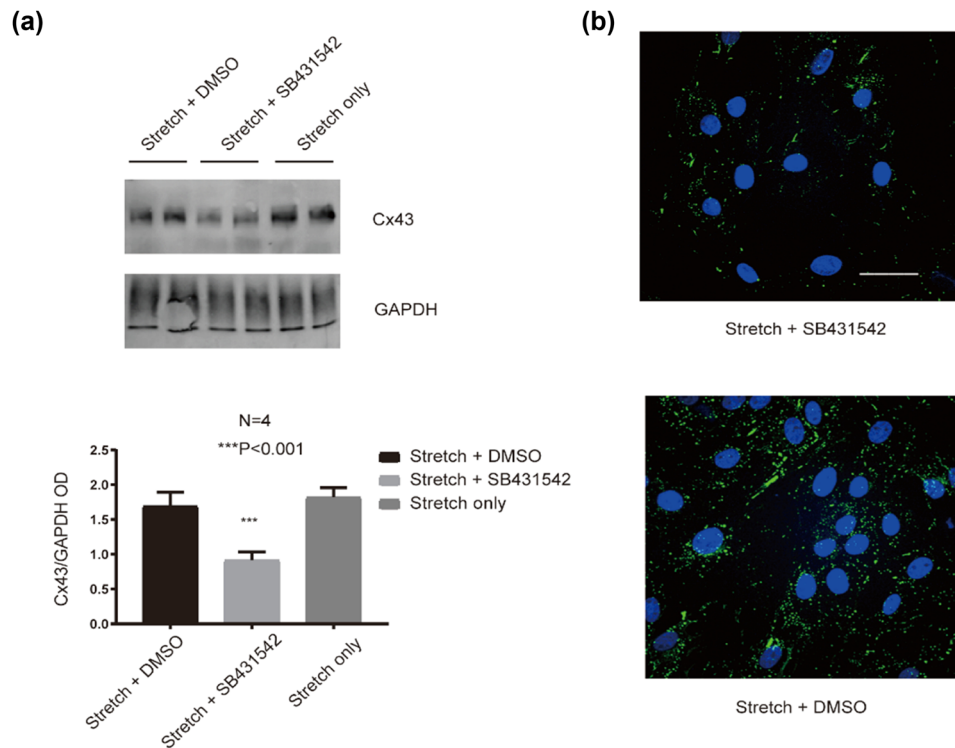 (a)
Stretch + DMSO
Stretch + SB431542
Stretch only
Cx43
GAPDH
N=4
***P<0.001
Stretch + DMSO
Stretch + SB431542
Stretch only
Cx43/GAPDH OD
2.5
2.0
1.5
1.0
0.5
0.0
***
Stretch + DMSO
Stretch + SB431542
Stretch only
(b)
Stretch + SB431542
Stretch + DMSO